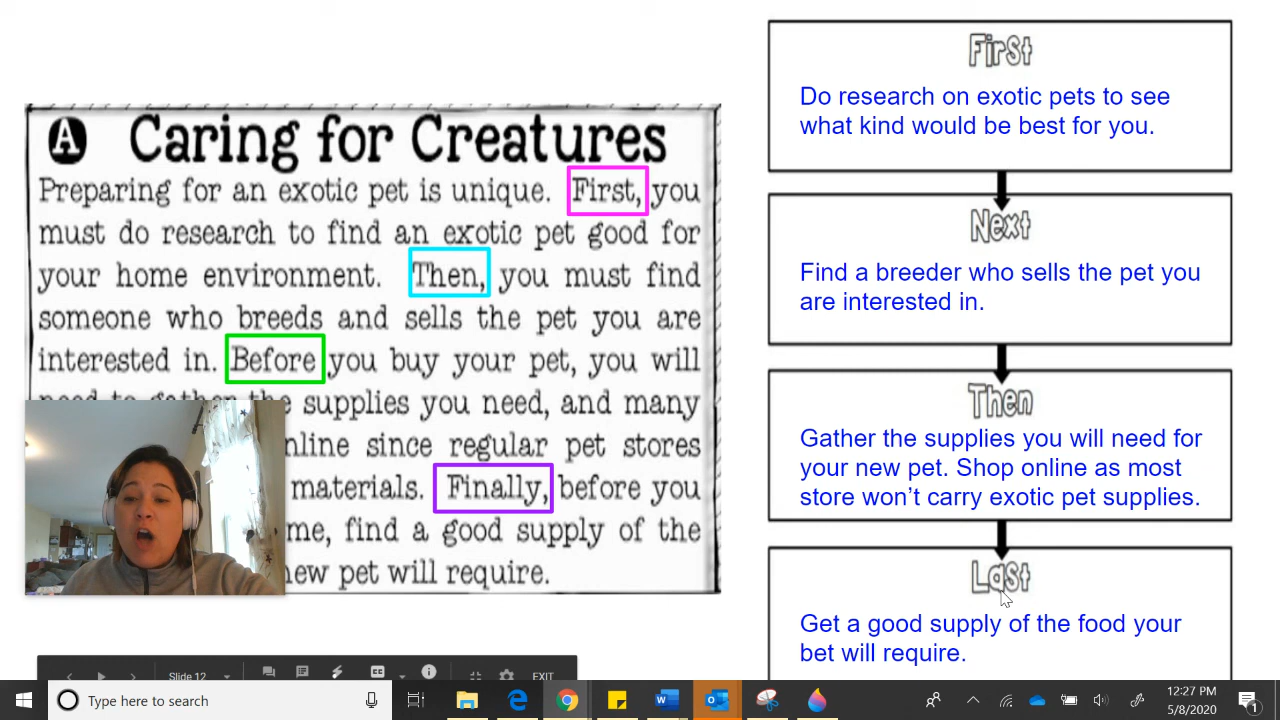 A Caring for Creatures
Preparing for an exotic pet is unique. First, you
must do research to find an exotic pet good for
your home environment. Then, you must find
someone who breeds and sells the pet you are
interested in. Before you buy your pet, you will
need to gather the supplies you need, and many
nline since regular pet stores
materials. Finally, before you
me, find a good supply of the
new pet will require.
First
Do research on exotic pets to see
what kind would be best for you.
Next
Find a breeder who sells the pet you
are interested in.
Then
Gather the supplies you will need for
your new pet. Shop online as most
store won’t carry exotic pet supplies.
Last
Get a good supply of the food your
bet will require.
Slide 12
CC
EXIT
Type here to search
12:27 PM
5/8/2020
1